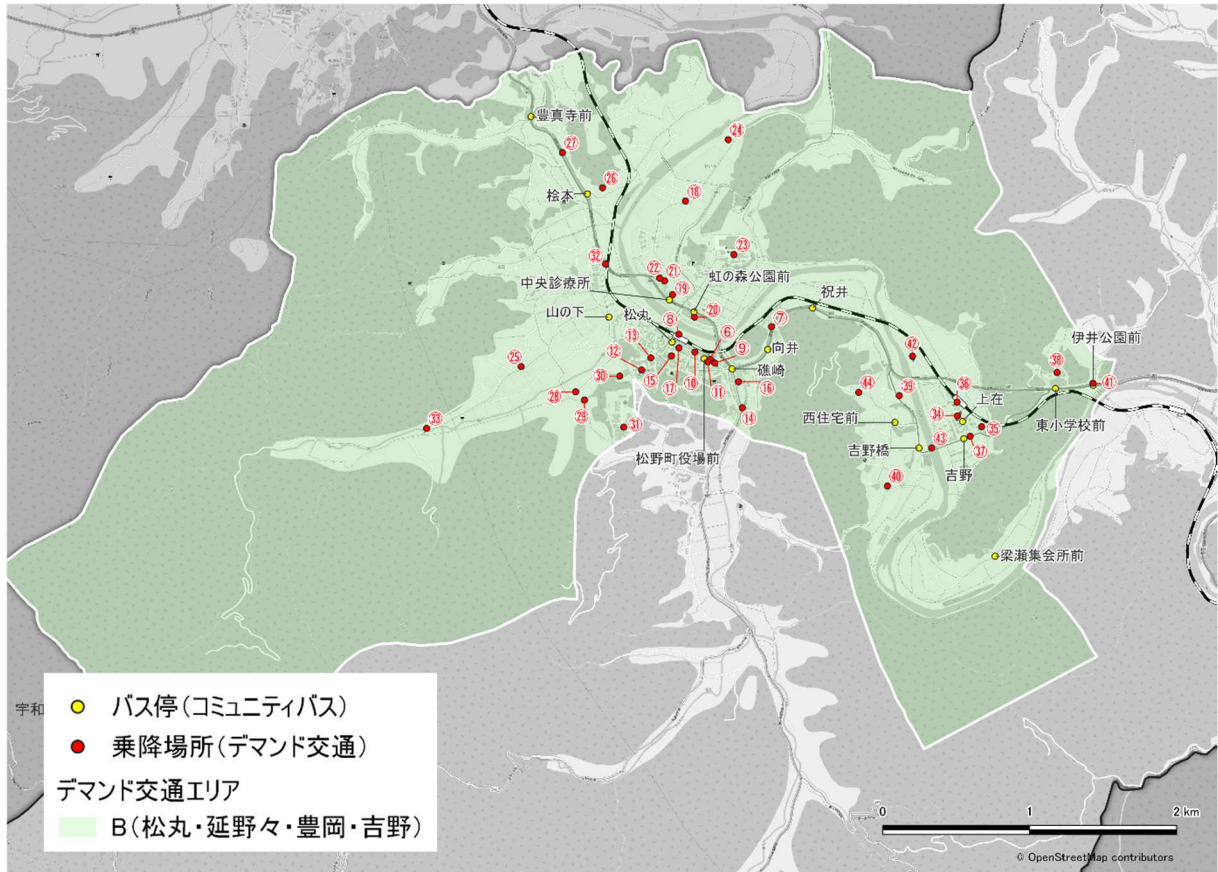 豊真寺前
㉗
㉔
㉖
桧本
⑱
㉓
㉜
㉒
㉑
虹の森公園前
中央診療所
⑲
祝井
山の下
松丸
⑧
⑳
⑥
⑦
伊井公園前
⑬
向井
㊷
⑫
⑨
㊳
㉕
礁崎
㊶
㉚
⑮
⑰
⑩
⑪
⑯
㊹
㊴
㊱
上在
㉘
㉙
⑭
西住宅前
㉞
㉟
東小学校前
㉝
㉛
松野町役場前
吉野橋
㊸
㊲
吉野
㊵
梁瀬集会所前
宇和
バス停(コミュニティバス)
乗降場所(デマンド交通)
デマンド交通エリア
B(松丸・延野々・豊岡・吉野)
0 1 2 km
© OpenStreetMap contributors